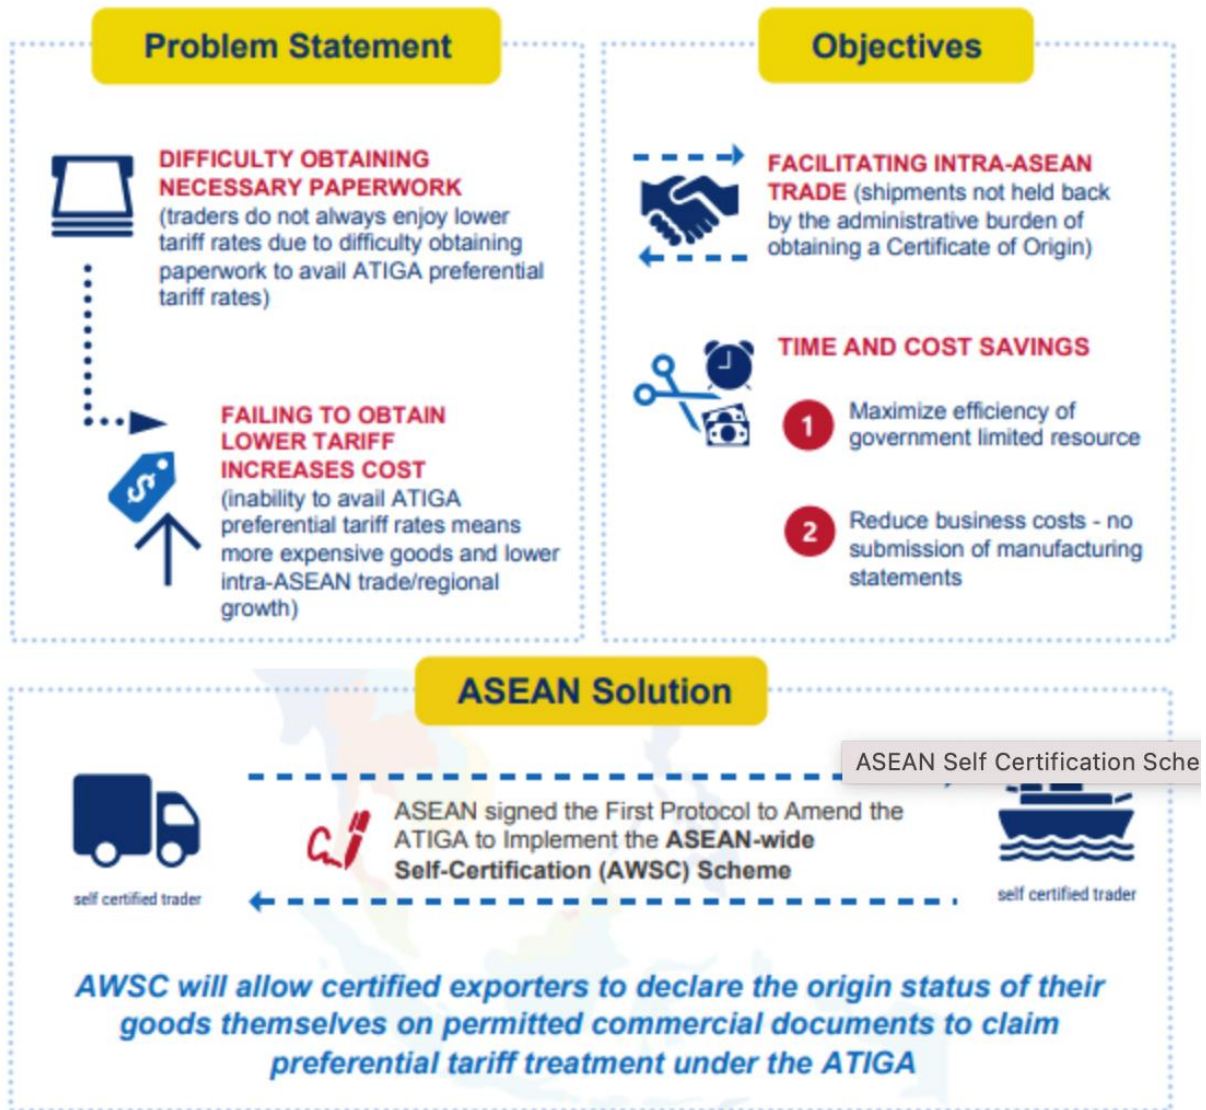 Problem Statement
DIFFICULTY OBTAINING
NECESSARY PAPERWORK
(traders do not always enjoy lower
tariff rates due to difficulty obtaining
paperwork to avail ATIGA preferential
tariff rates)
$
FAILING TO OBTAIN
LOWER TARIFF
INCREASES COST
(inability to avail ATIGA
preferential tariff rates means
more expensive goods and lower
intra-ASEAN trade/regional
growth)
Objectives
FACILITATING INTRA-ASEAN
TRADE (shipments not held back
by the administrative burden of
obtaining a Certificate of Origin)
TIME AND COST SAVINGS
1
Maximize efficiency of
government limited resource
2
Reduce business costs - no
submission of manufacturing
statements
ASEAN Solution
ASEAN Self Certification Sche
ASEAN signed the First Protocol to Amend the
ATIGA to Implement the ASEAN-wide
Self-Certification (AWSC) Scheme
self certified trader
self certified trader
AWSC will allow certified exporters to declare the origin status of their
goods themselves on permitted commercial documents to claim
preferential tariff treatment under the ATIGA